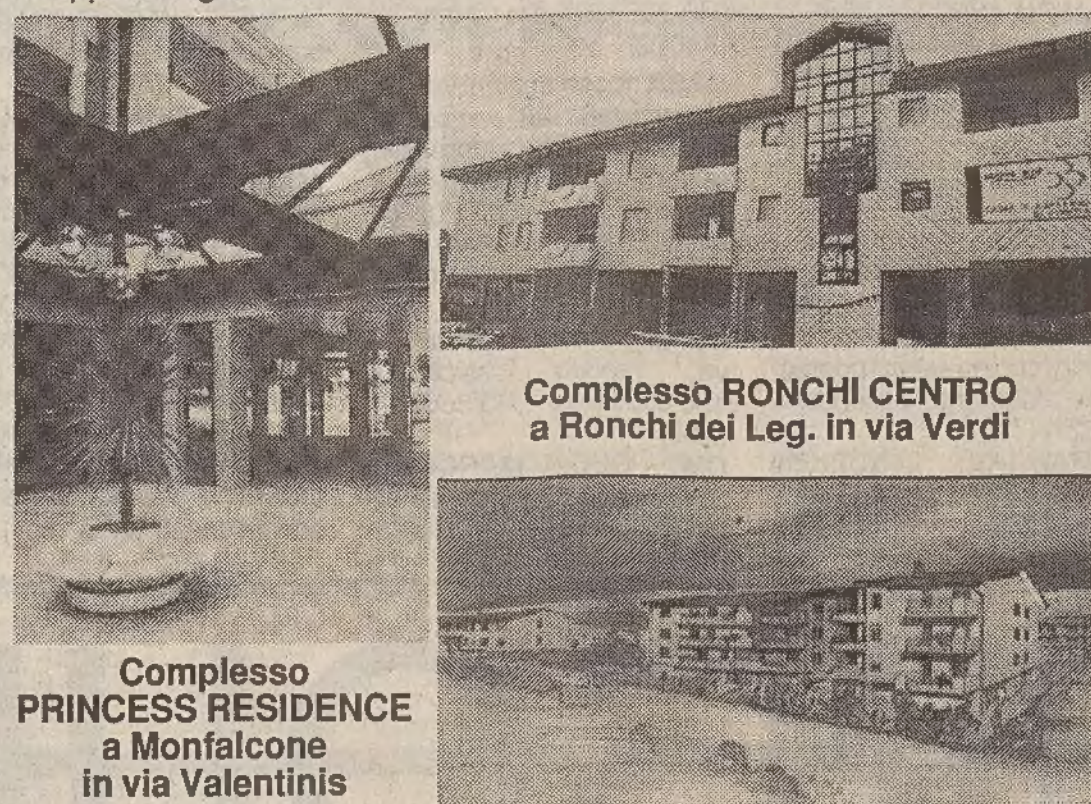 Complesso RONCHI CENTRO
a Ronchi dei Leg. in via Verdi
Complesso
PRINCESS RESIDENCE
a Monfalcone
in via Valentinis